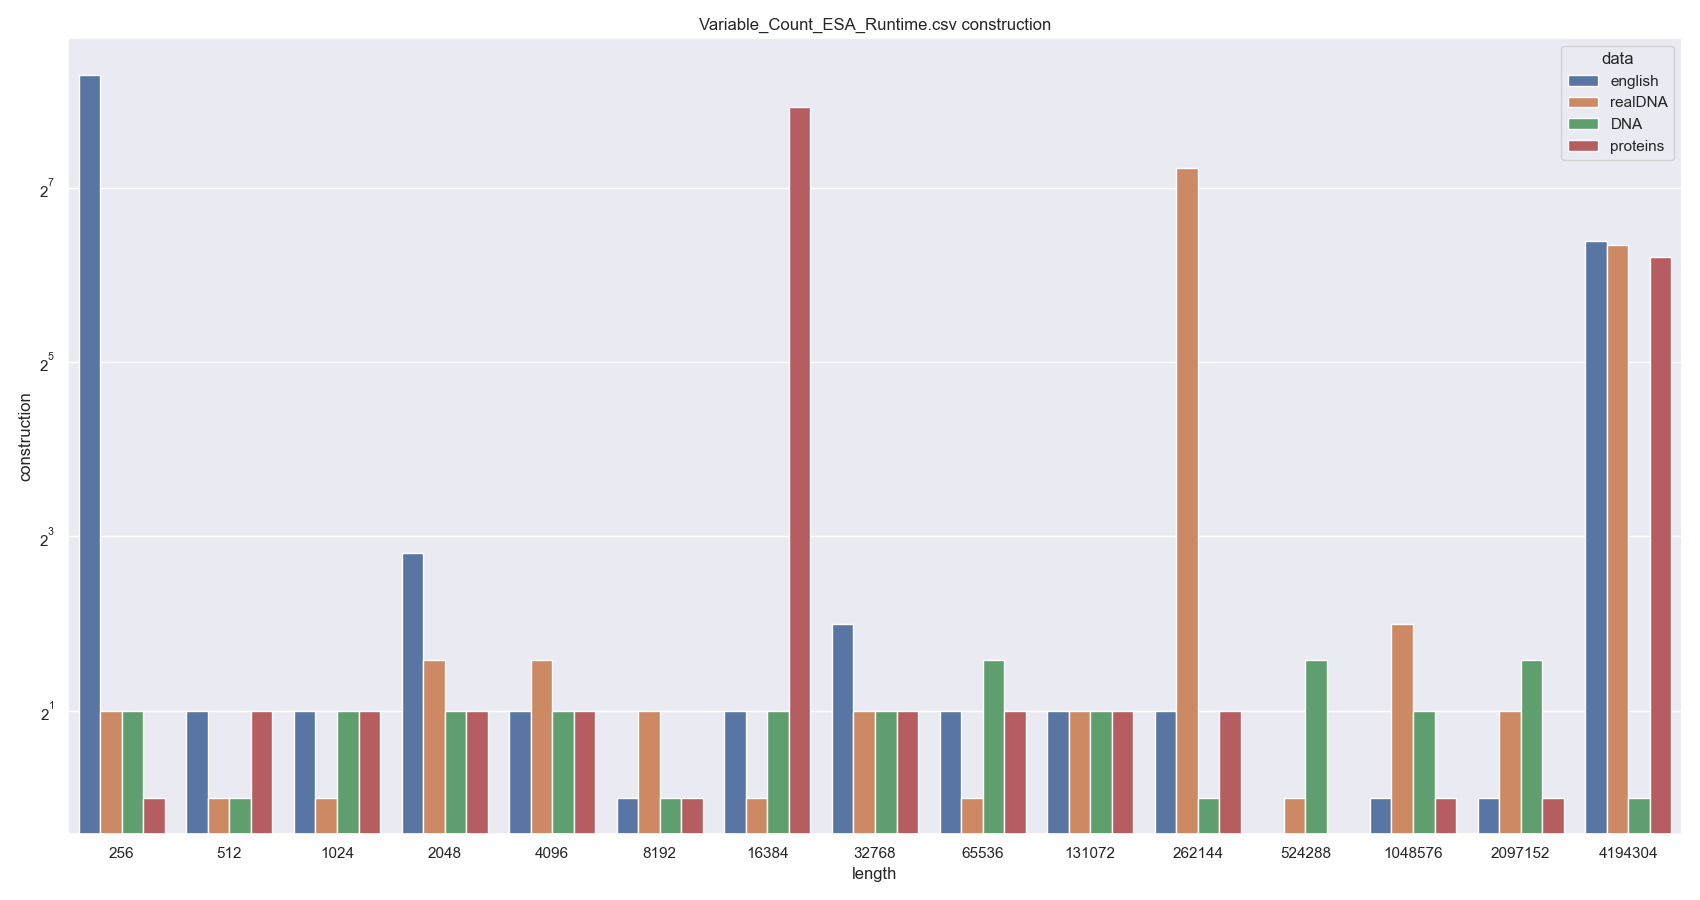 Variable_Count_ESA_Runtime.csv construction
data
english
realDNA
DNA
proteins
2^7
2^5
2^3
2^1
construction
256 512 1024 2048 4096 8192 16384 32768 65536 131072 262144 524288 1048576 2097152 4194304
length